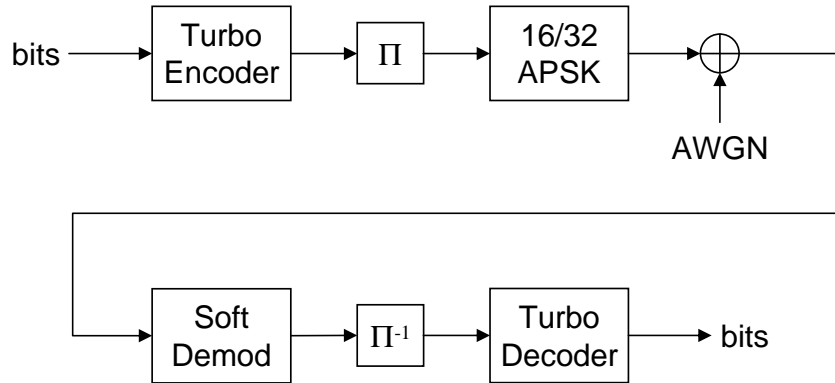 bits
Turbo
Encoder
Π
16/32
APSK
AWGN
Soft
Demod
Π-1
Turbo
Decoder
bits